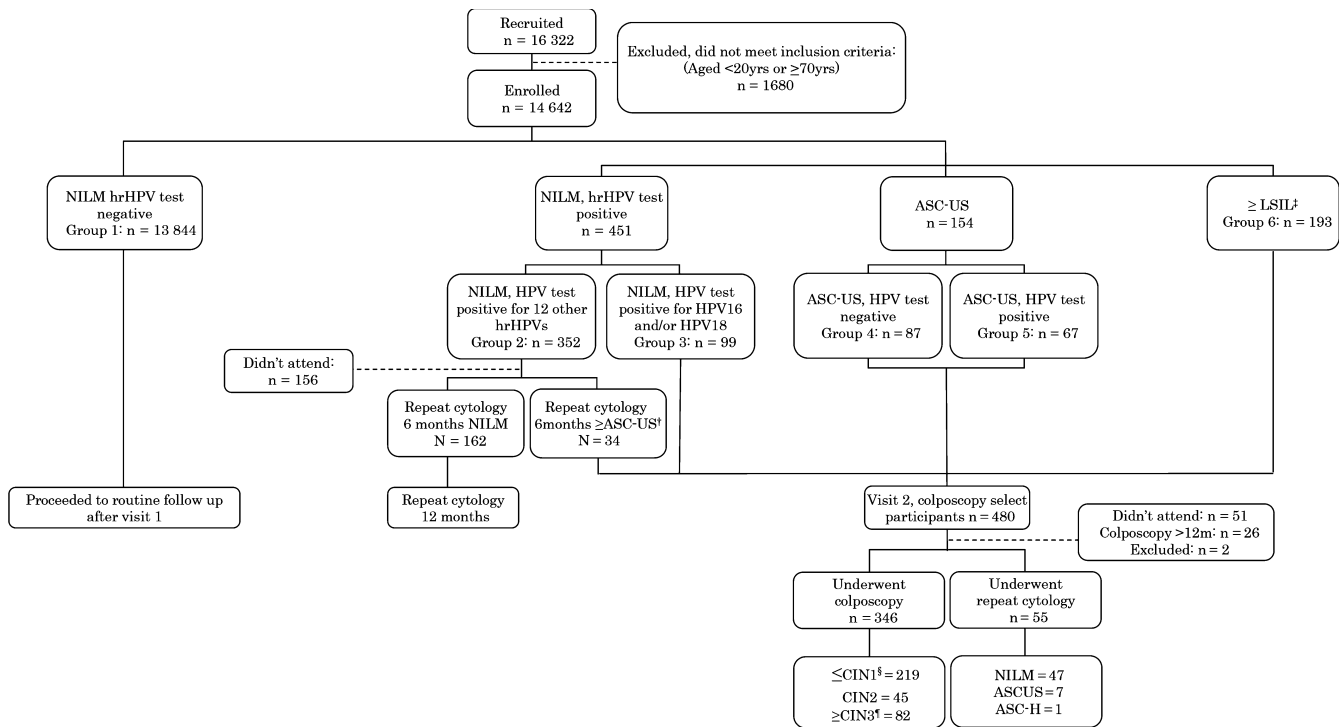 Recruited
n = 16 322
Excluded, did not meet inclusion criteria:
(Aged <20yrs or ≥70yrs)
n = 1680
Enrolled
n = 14 642
NILM hrHPV test
negative
Group 1: n = 13 844
NILM, hrHPV test
positive
n = 451
ASC-US
n = 154
≥ LSIL‡
Group 6: n = 193
NILM, HPV test
positive for 12 other
hrHPVs
Group 2: n = 352
NILM, HPV test
positive for HPV16
and/or HPV18
Group 3: n = 99
ASC-US, HPV test
negative
Group 4: n = 87
ASC-US, HPV test
positive
Group 5: n = 67
Didn't attend:
n = 156
Repeat cytology
6 months NILM
N = 162
Repeat cytology
6months ≥ASC-US†
N = 34
Proceeded to routine follow up
after visit 1
Repeat cytology
12 months
Visit 2, colposcopy select
participants n = 480
Didn't attend: n = 51
Colposcopy >12m: n = 26
Excluded: n = 2
Underwent
colposcopy
n = 346
Underwent
repeat cytology
n = 55
≤CIN1§ = 219
CIN2 = 45
≥CIN3¶ = 82
NILM = 47
ASCUS = 7
ASC-H = 1